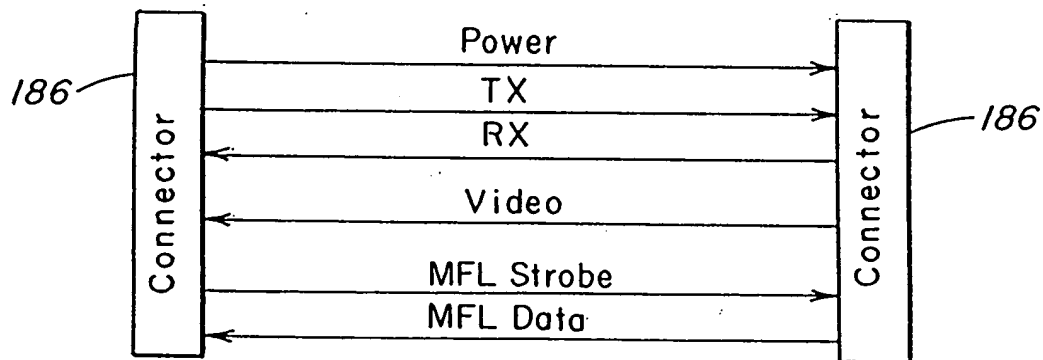 Power
186
TX
186
RX
Connector
Connector
Video
MFL Strobe
MFL Data